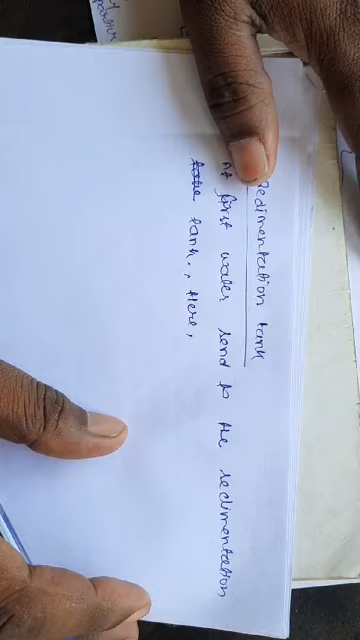 Sedimentation tank
At first water send to the sedimentation
tank., Here,